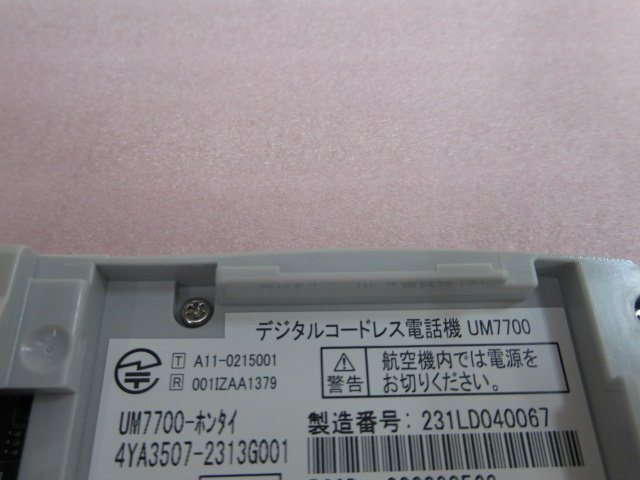 デジタルコードレス電話機 UM7700
T A11-0215001
R 001IZAA1379
警告
航空機内では電源を
お切りください。
UM7700-ホンタイ
4YA3507-2313G001
製造番号: 231LD040067